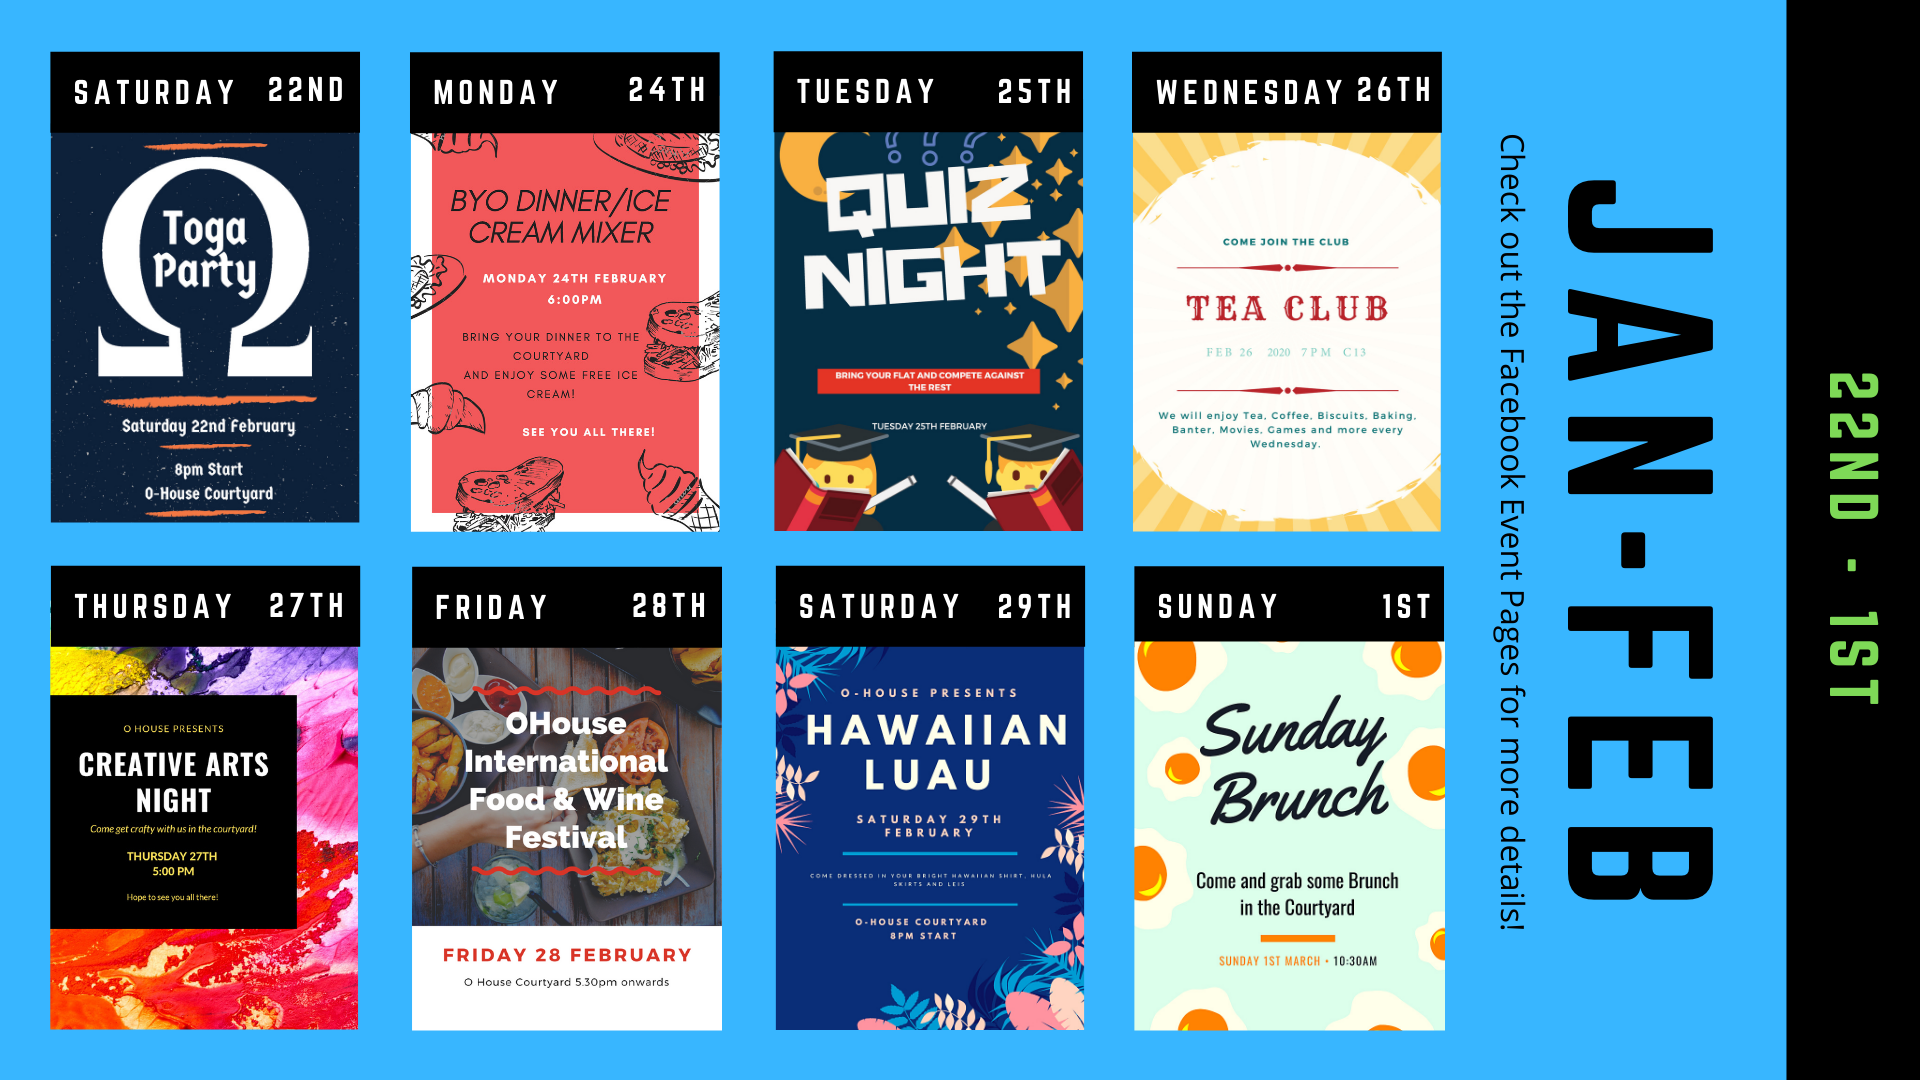 SATURDAY 22ND
Toga
Party
Saturday 22nd February
8pm Start
O-House Courtyard
MONDAY 24TH
BYO DINNER/ICE
CREAM MIXER
MONDAY 24TH FEBRUARY
6:00PM
BRING YOUR DINNER TO THE
COURTYARD
AND ENJOY SOME FREE ICE
CREAM!
SEE YOU ALL THERE!
TUESDAY 25TH
???
QUIZ
NIGHT
BRING YOUR FLAT AND COMPETE AGAINST
THE REST
TUESDAY 25TH FEBRUARY
WEDNESDAY 26TH
COME JOIN THE CLUB
TEA CLUB
FEB 26 2020 7PM C13
We will enjoy Tea, Coffee, Biscuits, Baking,
Banter, Movies, Games and more every
Wednesday.
THURSDAY 27TH
O HOUSE PRESENTS
CREATIVE ARTS
NIGHT
Come get crafty with us in the courtyard!
THURSDAY 27TH
5:00 PM
Hope to see you all there!
FRIDAY 28TH
OHouse
International
Food & Wine
Festival
FRIDAY 28 FEBRUARY
O House Courtyard 5.30pm onwards
SATURDAY 29TH
O-HOUSE PRESENTS
HAWAIIAN
LUAU
SATURDAY 29TH
FEBRUARY
COME DRESSED IN YOUR BRIGHT HAWAIIAN SHIRT, HULA
SKIRTS AND LEIS
O-HOUSE COURTYARD
8PM START
SUNDAY 1ST
Sunday
Brunch
Come and grab some Brunch
in the Courtyard
SUNDAY 1ST MARCH • 10:30AM
Check out the Facebook Event Pages for more details!
JAN-FEB
22ND - 1ST